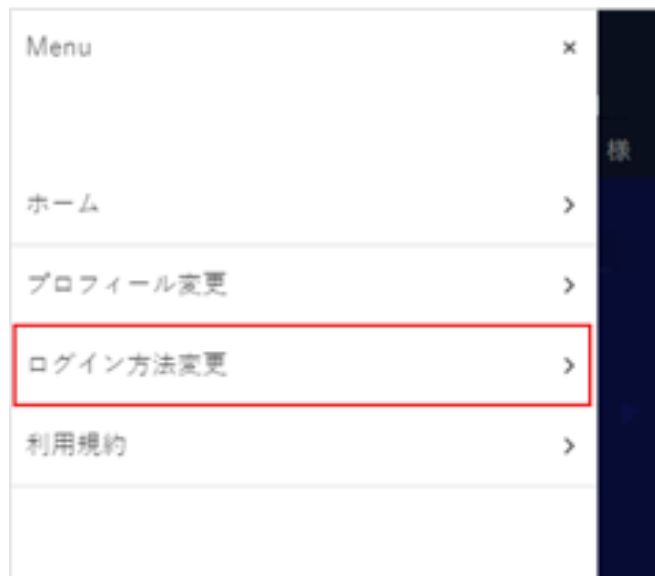 Menu ×
様
ホーム
プロフィール変更
ログイン方法変更
利用規約